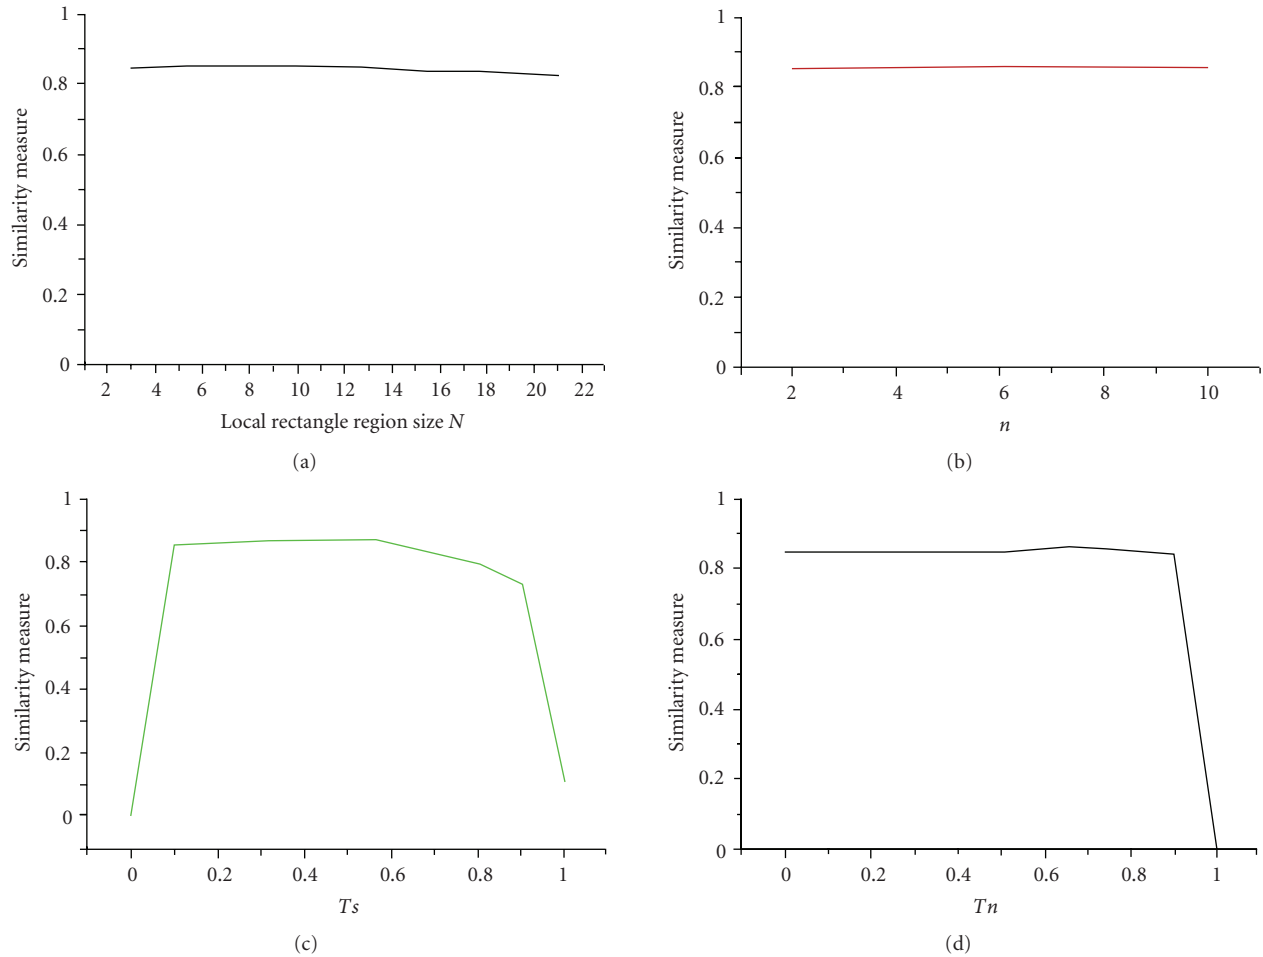 1
0.8
0.6
0.4
0.2
0
Similarity measure
2 4 6 8 10 12 14 16 18 20 22
Local rectangle region size N
(a)
1
0.8
0.6
0.4
0.2
0
Similarity measure
2 4 6 8 10
n
(b)
1
0.8
0.6
0.4
0.2
0
Similarity measure
0 0.2 0.4 0.6 0.8 1
Ts
(c)
1
0.8
0.6
0.4
0.2
0
Similarity measure
0 0.2 0.4 0.6 0.8 1
Tn
(d)